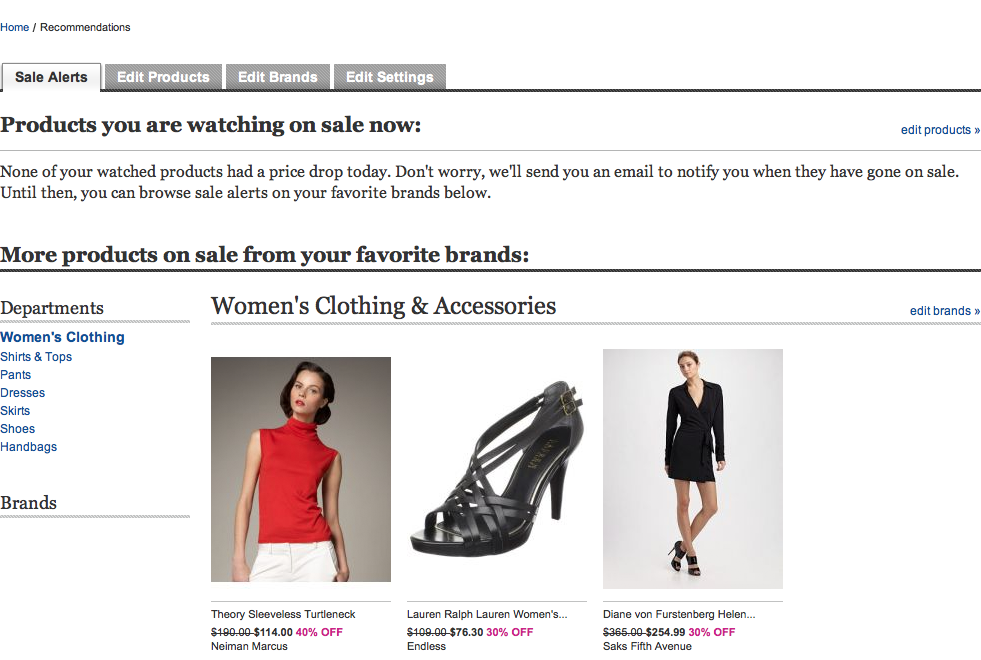 Home / Recommendations
Sale Alerts
Edit Products
Edit Brands
Edit Settings
Products you are watching on sale now:
edit products »
None of your watched products had a price drop today. Don't worry, we'll send you an email to notify you when they have gone on sale.
Until then, you can browse sale alerts on your favorite brands below.
More products on sale from your favorite brands:
Departments
Women's Clothing
Shirts & Tops
Pants
Dresses
Skirts
Shoes
Handbags
Brands
Women's Clothing & Accessories
edit brands »
Theory Sleeveless Turtleneck
$190.00 $114.00 40% OFF
Neiman Marcus
Lauren Ralph Lauren Women's...
$109.00 $76.30 30% OFF
Endless
Diane von Furstenberg Helen...
$365.00 $254.99 30% OFF
Saks Fifth Avenue